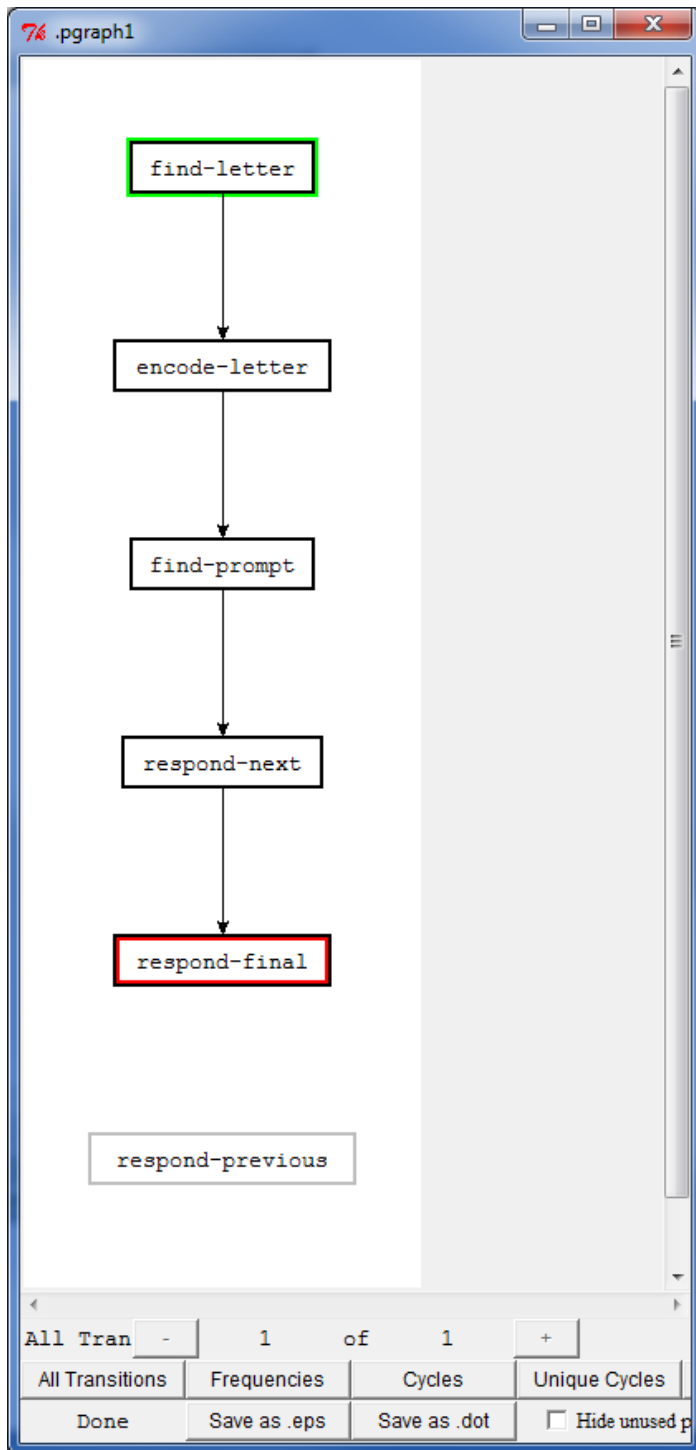 .pgraph1
find-letter
encode-letter
find-prompt
respond-next
respond-final
respond-previous
All Tran - 1 of 1 +
All Transitions Frequencies Cycles Unique Cycles
Done Save as .eps Save as .dot Hide unused p